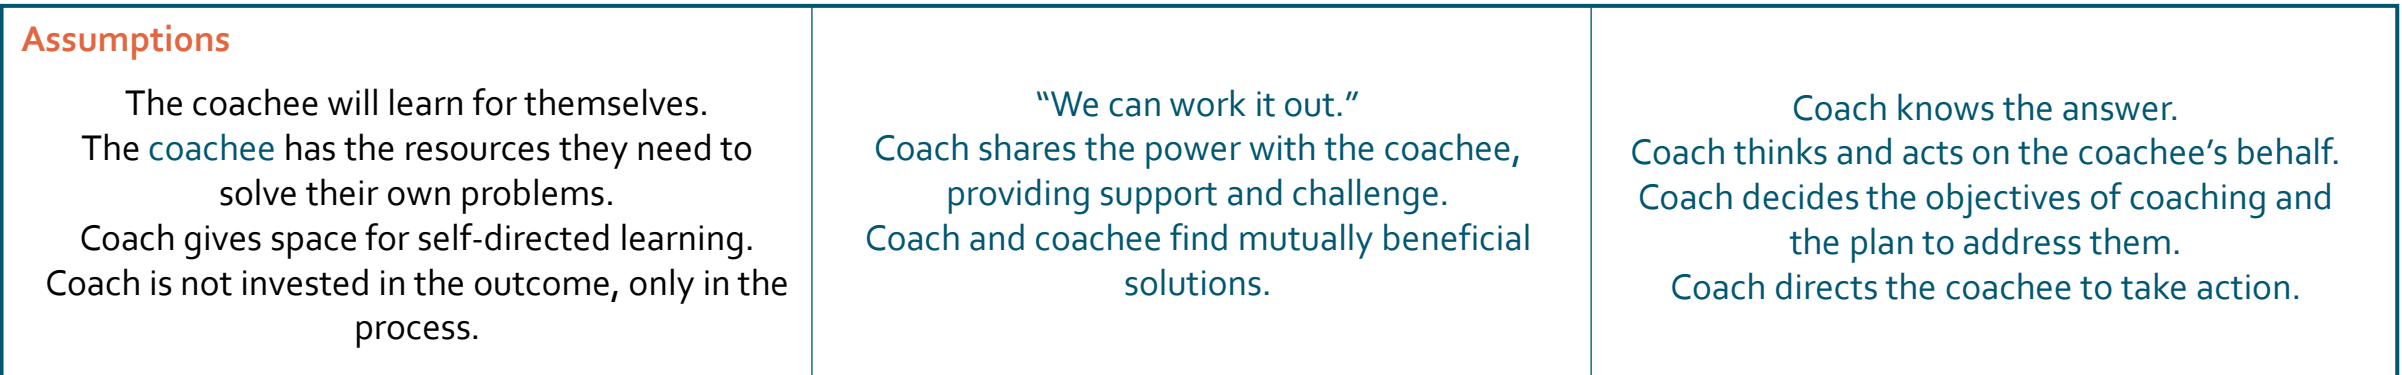 Assumptions
The coachee will learn for themselves.
The coachee has the resources they need to
solve their own problems.
Coach gives space for self-directed learning.
Coach is not invested in the outcome, only in the
process.
“We can work it out.”
Coach shares the power with the coachee,
providing support and challenge.
Coach and coachee find mutually beneficial
solutions.
Coach knows the answer.
Coach thinks and acts on the coachee’s behalf.
Coach decides the objectives of coaching and
the plan to address them.
Coach directs the coachee to take action.